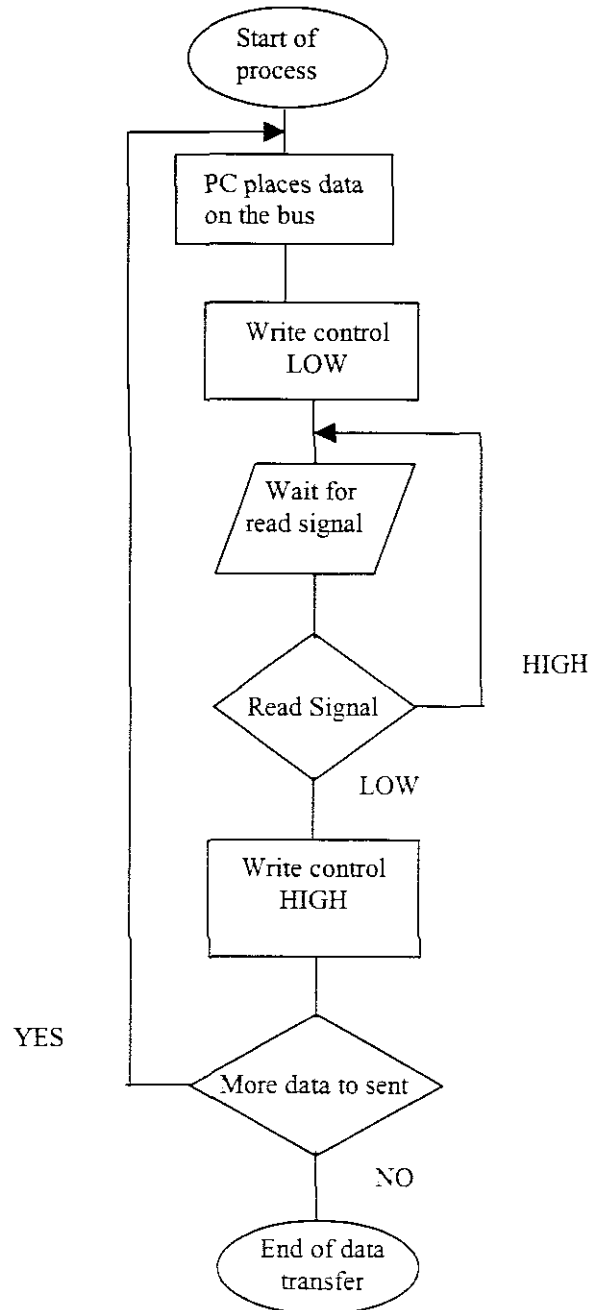 Start of
process
PC places data
on the bus
Write control
LOW
Wait for
read signal
HIGH
Read Signal
LOW
Write control
HIGH
YES
More data to sent
NO
End of data
transfer